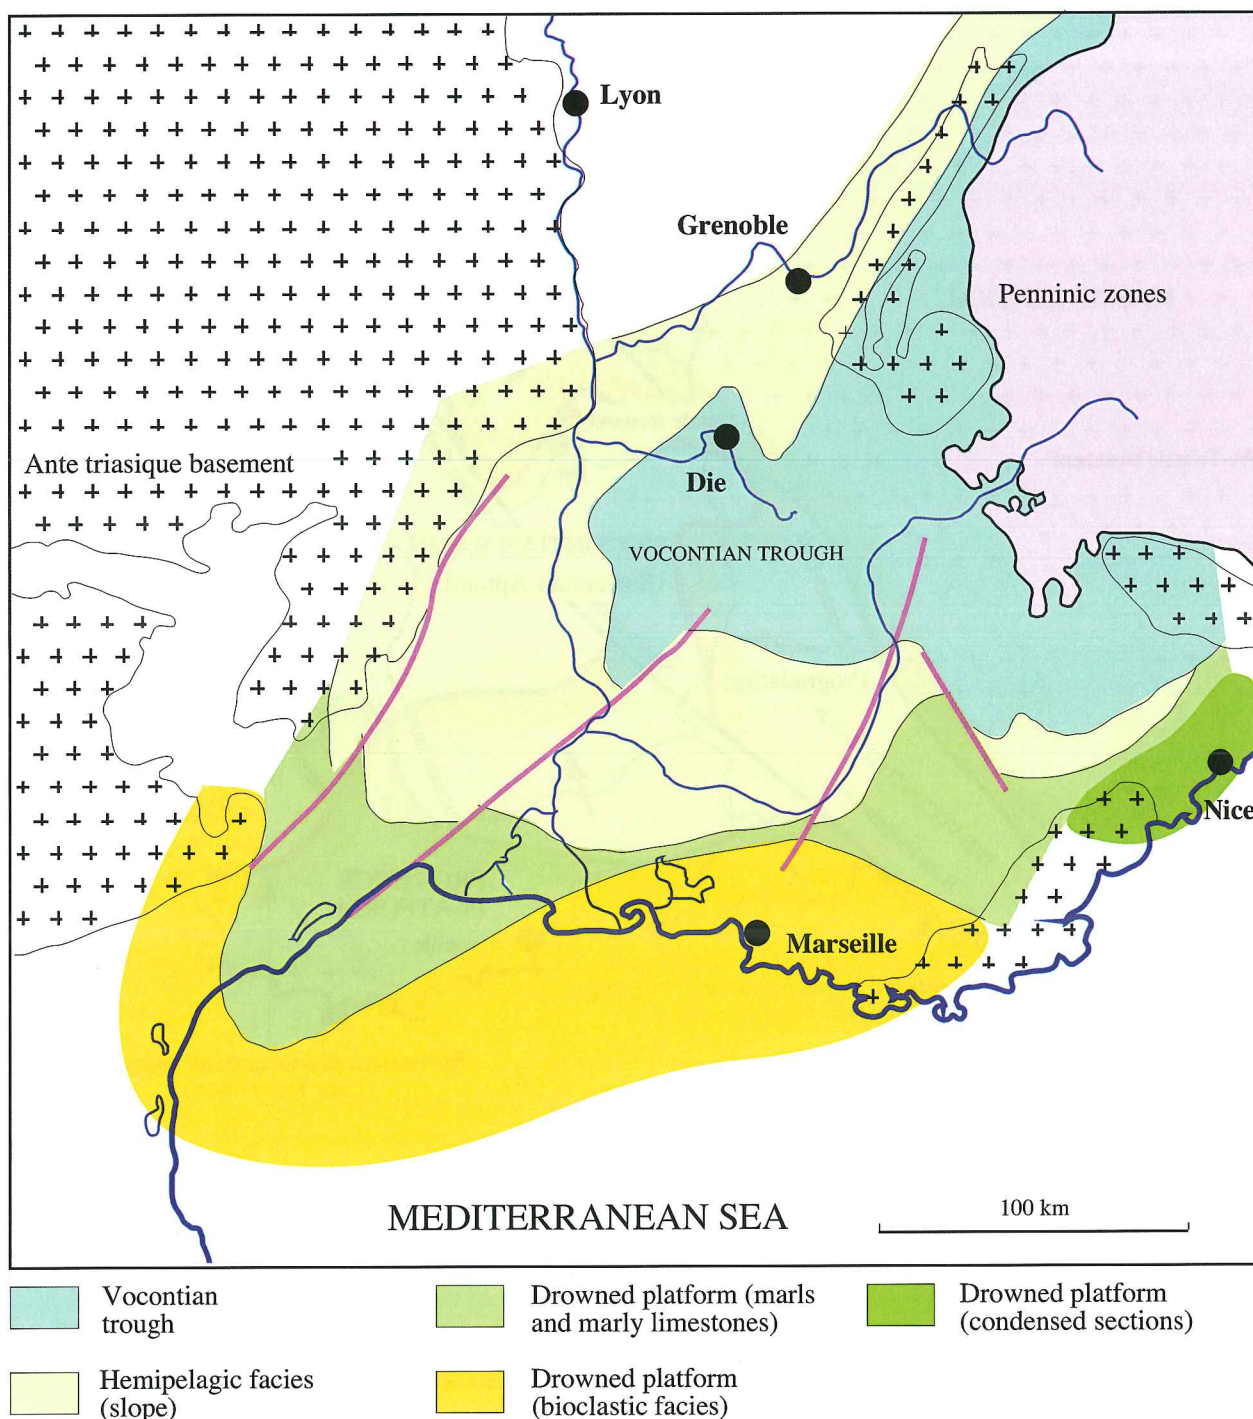 Lyon
Grenoble
Penninic zones
Ante triasique basement
Die
VOCONTIAN TROUGH
Nice
Marseille
MEDITERRANEAN SEA
100 km
Vocontian
trough
Drowned platform (marls
and marly limestones)
Drowned platform
(condensed sections)
Hemipelagic facies
(slope)
Drowned platform
(bioclastic facies)